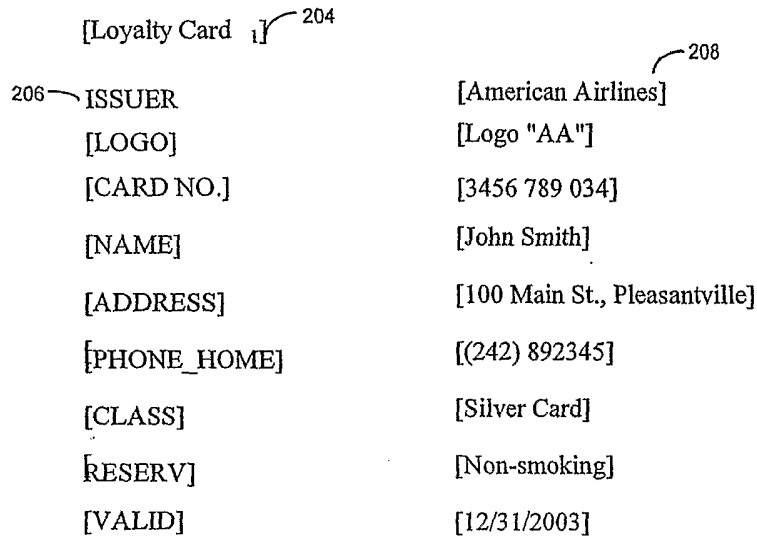 [Loyalty Card 1] 204
208
206 ISSUER [American Airlines]
[LOGO] [Logo "AA"]
[CARD NO.] [3456 789 034]
[NAME] [John Smith]
[ADDRESS] [100 Main St., Pleasantville]
[PHONE_HOME] [(242) 892345]
[CLASS] [Silver Card]
[RESERV] [Non-smoking]
[VALID] [12/31/2003]